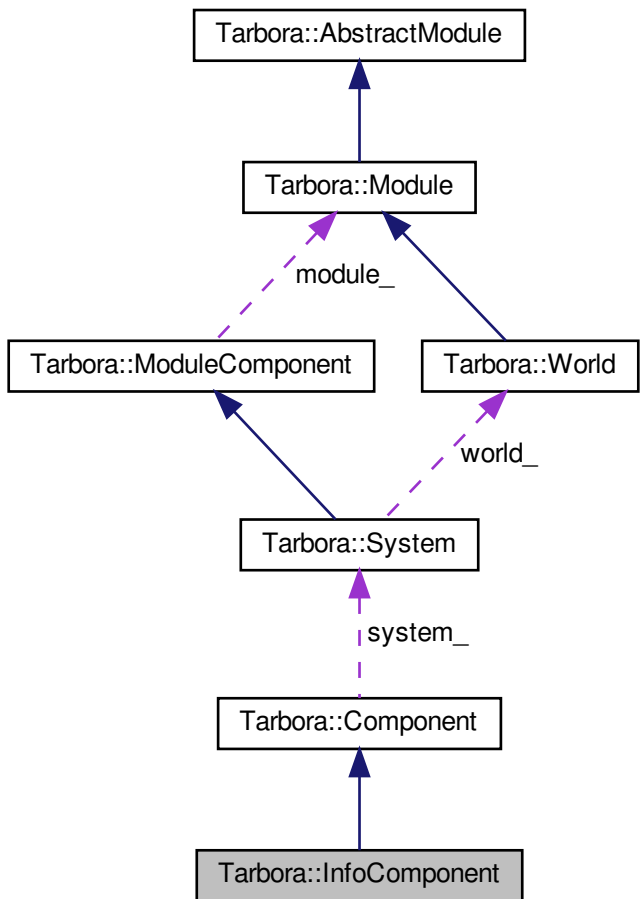 Tarbora::AbstractModule
Tarbora::Module
module_
Tarbora::ModuleComponent
Tarbora::World
world_
Tarbora::System
system_
Tarbora::Component
Tarbora::InfoComponent